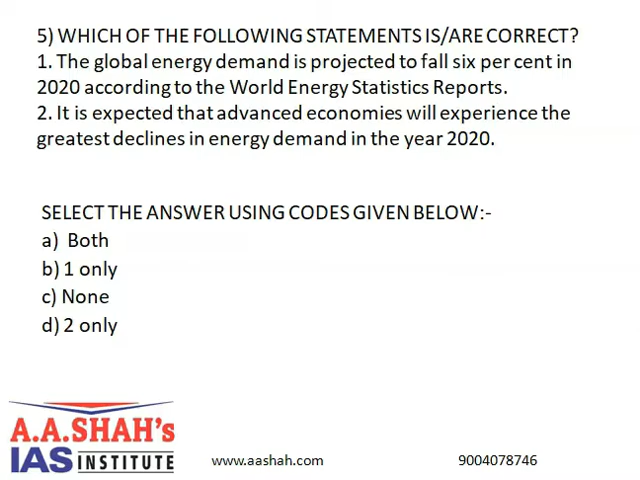 5) WHICH OF THE FOLLOWING STATEMENTS IS/ARE CORRECT?
1. The global energy demand is projected to fall six per cent in
2020 according to the World Energy Statistics Reports.
2. It is expected that advanced economies will experience the
greatest declines in energy demand in the year 2020.
SELECT THE ANSWER USING CODES GIVEN BELOW:-
a) Both
b) 1 only
c) None
d) 2 only
A.A.SHAH's
IAS INSTITUTE
www.aashah.com
9004078746